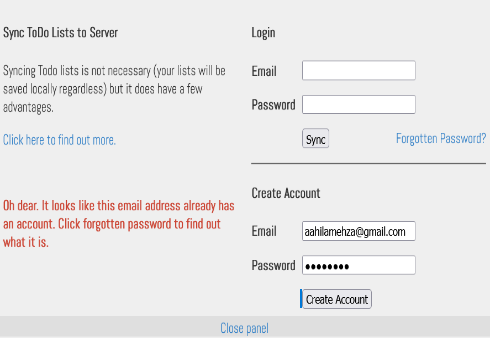 Sync ToDo Lists to Server
Syncing Todo lists is not necessary (your lists will be
saved locally regardless) but it does have a few
advantages.
Click here to find out more.
Oh dear. It looks like this email address already has
an account. Click forgotten password to find out
what it is.
Login
Email
Password
Sync
Forgotten Password?
Create Account
Email aahilamehza@gmail.com
Password ●●●●●●●●
Create Account
Close panel